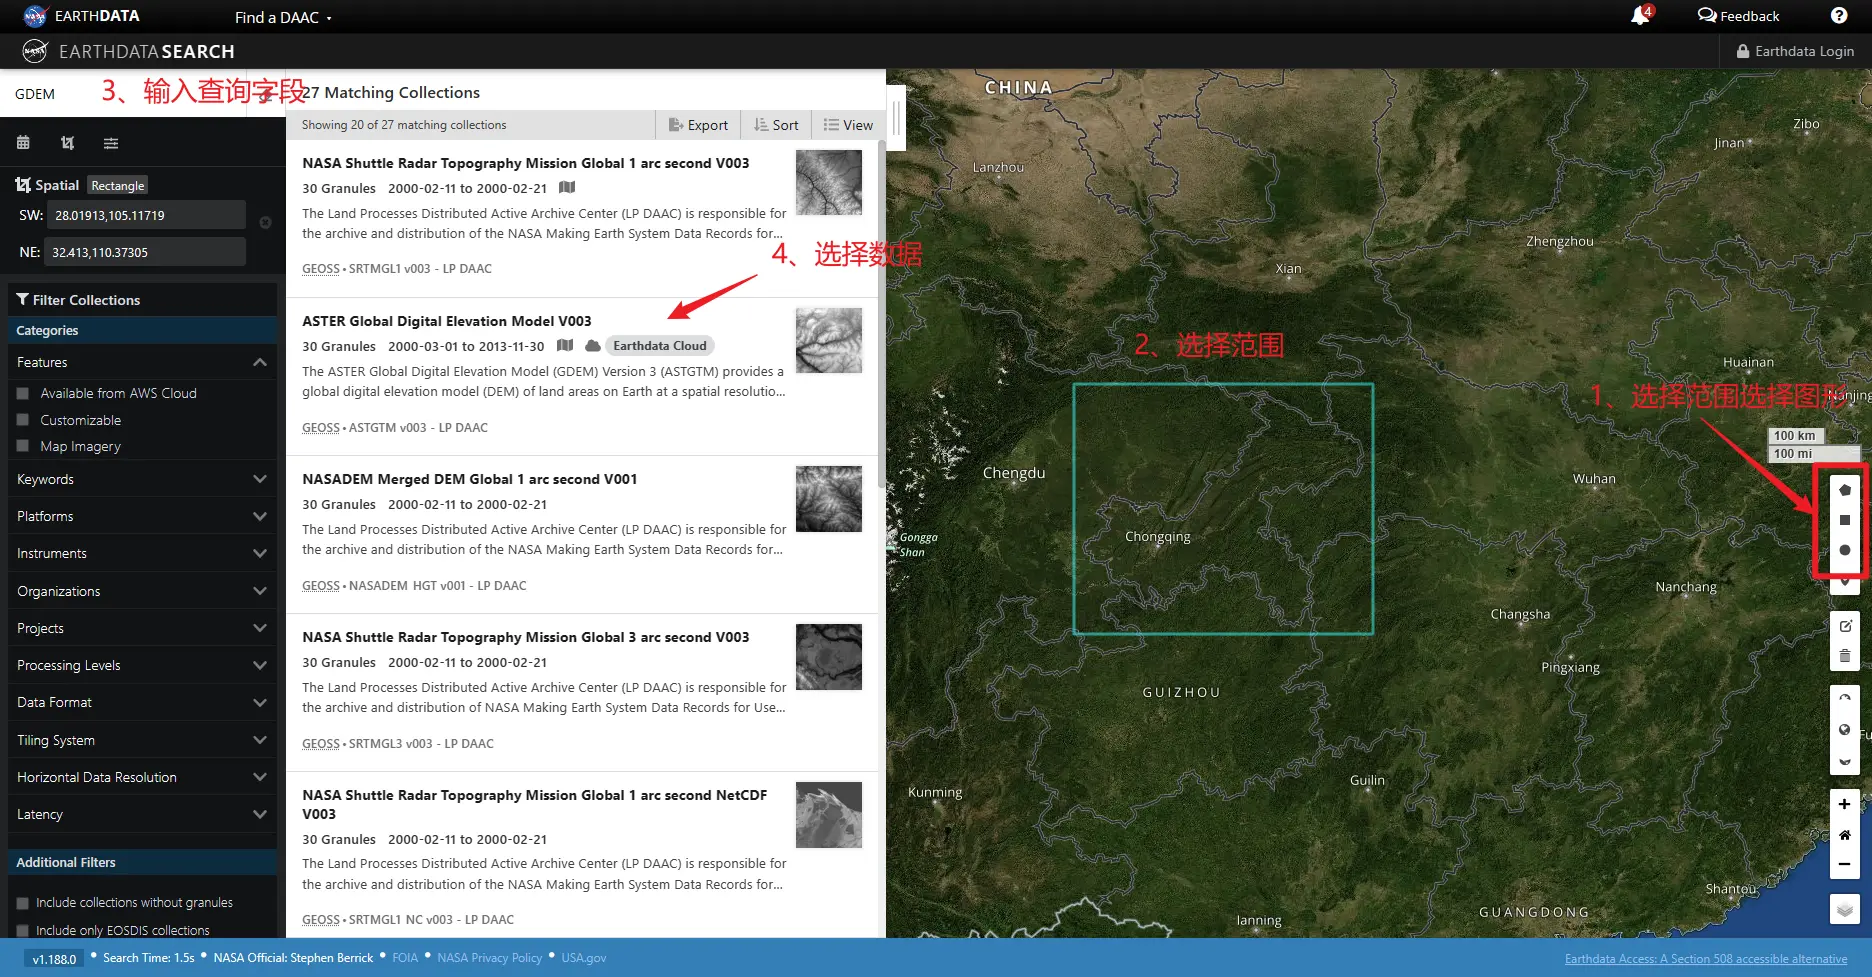 EARTHDATA
Find a DAAC
4
Feedback
?
EARTHDATA SEARCH
Earthdata Login
GDEM
3、输入查询字段
27 Matching Collections
Showing 20 of 27 matching collections
Export
Sort
View
Spatial
Rectangle
SW:
28.01913,105.11719
NE:
32.413,110.37305
Filter Collections
Categories
Features
Available from AWS Cloud
Customizable
Map Imagery
Keywords
Platforms
Instruments
Organizations
Projects
Processing Levels
Data Format
Tiling System
Horizontal Data Resolution
Latency
Additional Filters
Include collections without granules
Include only EOSDIS collections
NASA Shuttle Radar Topography Mission Global 1 arc second V003
30 Granules 2000-02-11 to 2000-02-21
The Land Processes Distributed Active Archive Center (LP DAAC) is responsible for
the archive and distribution of the NASA Making Earth System Data Records for...
4、选择数据
GEOSS • SRTMGL1 v003 - LP DAAC
ASTER Global Digital Elevation Model V003
30 Granules 2000-03-01 to 2013-11-30 Earthdata Cloud
The ASTER Global Digital Elevation Model (GDEM) Version 3 (ASTGTM) provides a
global digital elevation model (DEM) of land areas on Earth at a spatial resolutio...
GEOSS • ASTGTM v003 - LP DAAC
NASADEM Merged DEM Global 1 arc second V001
30 Granules 2000-02-11 to 2000-02-21
The Land Processes Distributed Active Archive Center (LP DAAC) is responsible for
the archive and distribution of the NASA Making Earth System Data Records for...
GEOSS • NASADEM_HGT v001 - LP DAAC
NASA Shuttle Radar Topography Mission Global 3 arc second V003
30 Granules 2000-02-11 to 2000-02-21
The Land Processes Distributed Active Archive Center (LP DAAC) is responsible for
the archive and distribution of NASA Making Earth System Data Records for Use...
GEOSS • SRTMGL3 v003 - LP DAAC
NASA Shuttle Radar Topography Mission Global 1 arc second NetCDF
V003
30 Granules 2000-02-11 to 2000-02-21
The Land Processes Distributed Active Archive Center (LP DAAC) is responsible for
the archive and distribution of the NASA Making Earth System Data Records for...
GEOSS • SRTMGL1_NC v003 - LP DAAC
CHINA
Zibo
Jinan
Lanzhou
Zhengzhou
Xian
2、选择范围
Huainan
1、选择范围选择图形
Nanjing
100 km
100 mi
Chengdu
Wuhan
Gongga
Shan
Chongqing
Nanchang
Changsha
Pingxiang
GUIZHOU
Fu
Guilin
Kunming
Shantou
GUANGDONG
Ianning
v1.188.0 • Search Time: 1.5s • NASA Official: Stephen Berrick • FOIA • NASA Privacy Policy • USA.gov
Earthdata Access: A Section 508 accessible alternative